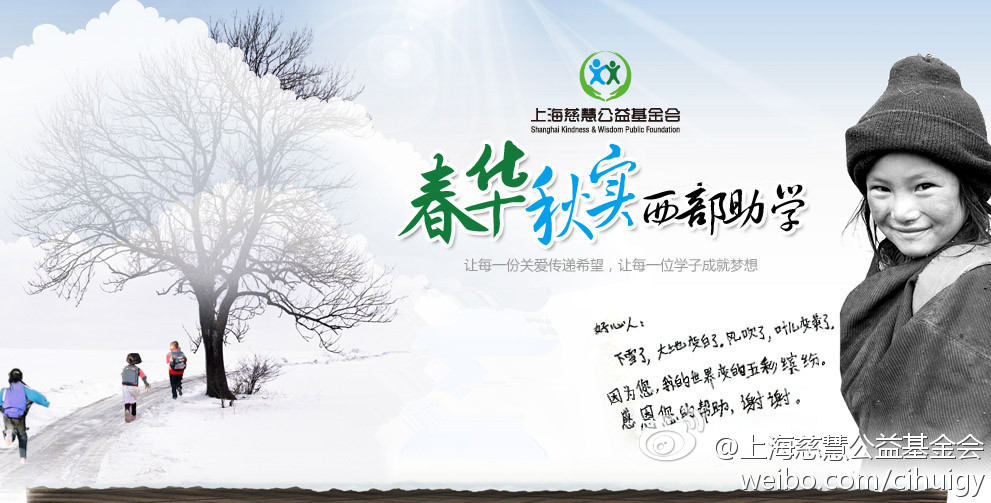 上海慈慧公益基金会
Shanghai Kindness & Wisdom Public Foundation
春华秋实西部助学
让每一份关爱传递希望，让每一位学子成就梦想
好心人：
下雪了，大地变白了。风吹了，叶儿变黄了。
因为您，我的世界变的五彩缤纷。
感恩您的帮助，谢谢。
@上海慈慧公益基金会
weibo.com/cihuigy